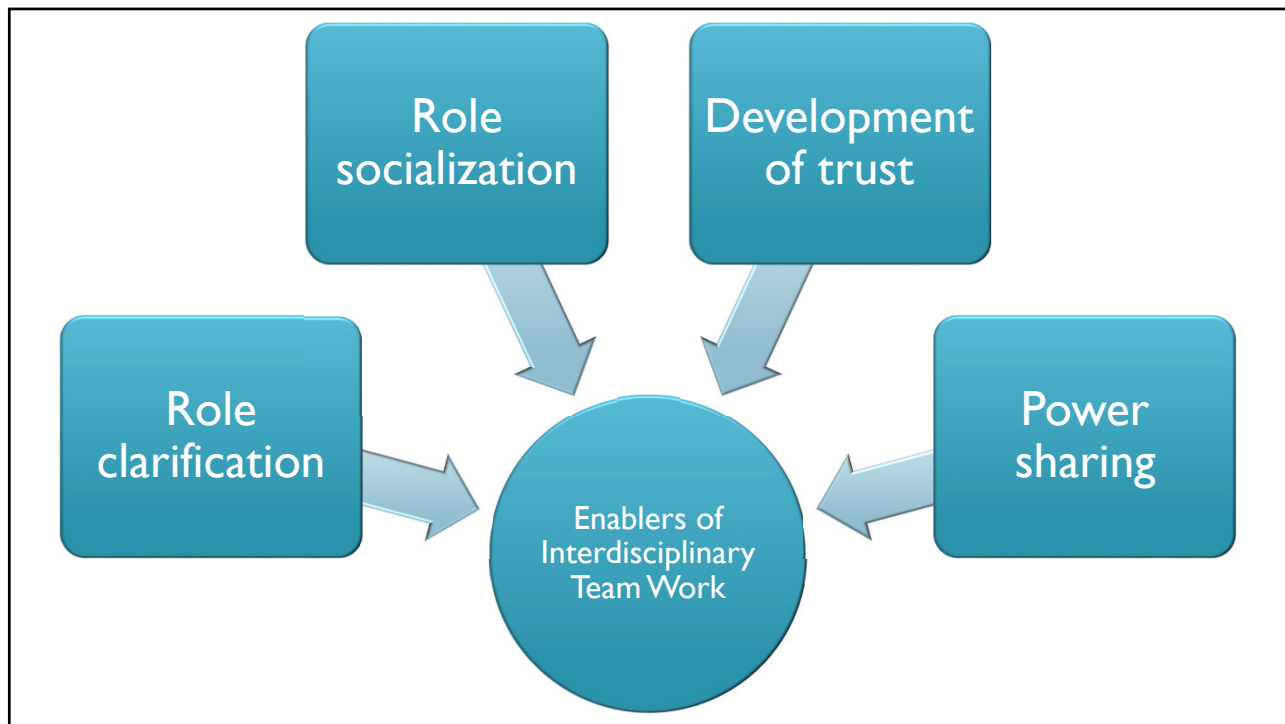 Role
socialization
Development
of trust
Role
clarification
Power
sharing
Enablers of
Interdisciplinary
Team Work